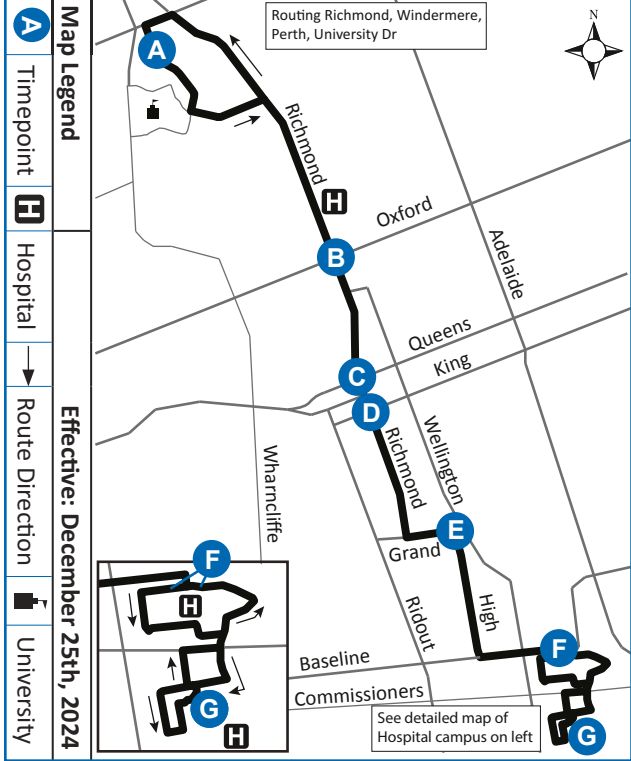 Map Legend
Effective: December 25th, 2024
A
Timepoint
H
Hospital
Route Direction
University
Routing Richmond, Windermere,
Perth, University Dr
N
A
Richmond
H
Oxford
B
Adelaide
Queens
C
King
D
Richmond
Wellington
Wharncliffe
E
Grand
Ridout
High
F
Baseline
Commissioners
G
See detailed map of
Hospital campus on left
F
H
G
H